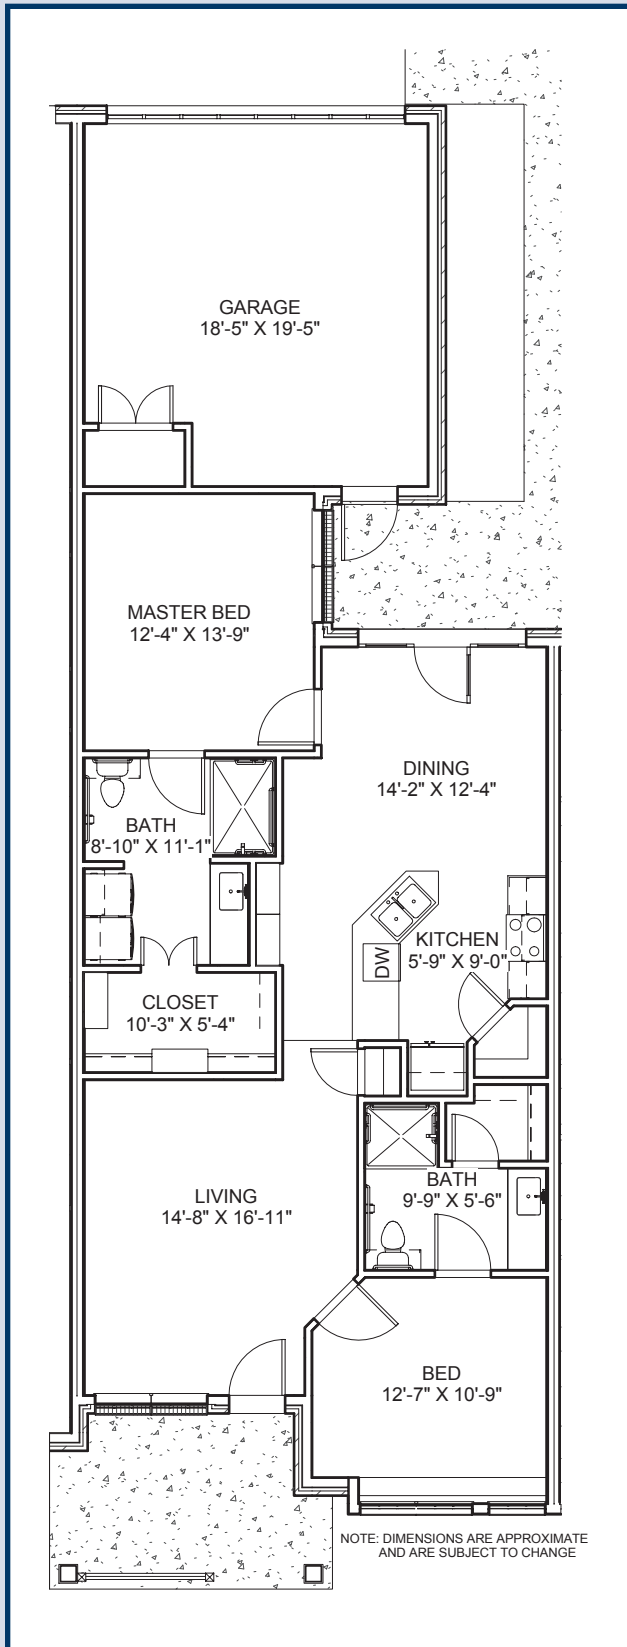 GARAGE
18'-5" X 19'-5"
MASTER BED
12'-4" X 13'-9"
DINING
14'-2" X 12'-4"
BATH
8'-10" X 11'-1"
KITCHEN
5'-9" X 9'-0"
DW
CLOSET
10'-3" X 5'-4"
LIVING
14'-8" X 16'-11"
BATH
9'-9" X 5'-6"
BED
12'-7" X 10'-9"
NOTE: DIMENSIONS ARE APPROXIMATE
AND ARE SUBJECT TO CHANGE